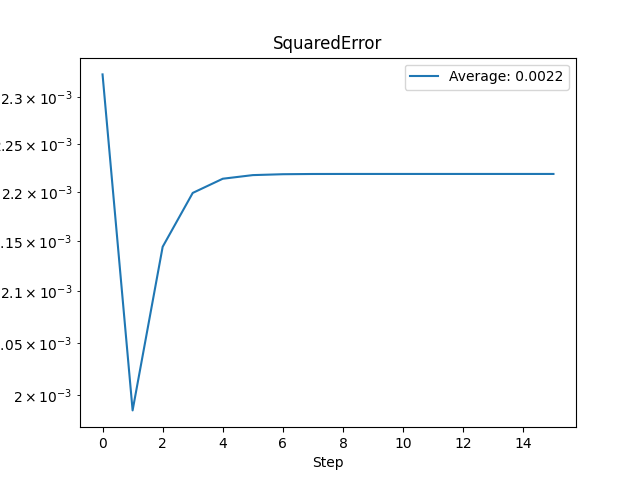 SquaredError
Average: 0.0022
2.3 × 10⁻³
2.25 × 10⁻³
2.2 × 10⁻³
.15 × 10⁻³
2.1 × 10⁻³
.05 × 10⁻³
2 × 10⁻³
0 2 4 6 8 10 12 14
Step